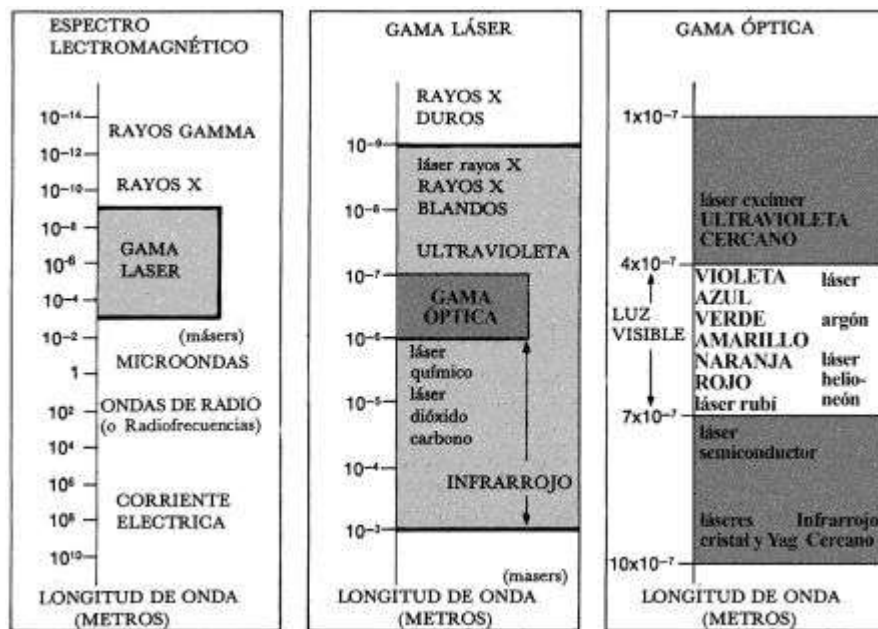 ESPECTRO
LECTROMAGNÉTICO
10⁻¹⁴
RAYOS GAMMA
10⁻¹²
RAYOS X
10⁻¹⁰
10⁻⁸
GAMA
LASER
10⁻⁶
10⁻⁴
(másers)
10⁻²
MICROONDAS
1
ONDAS DE RADIO
10²
(o Radiofrecuencias)
10⁴
10⁶
CORRIENTE
ELECTRICA
10⁸
10¹⁰
LONGITUD DE ONDA
(METROS)
GAMA LÁSER
RAYOS X
DUROS
10⁻⁹
láser rayos X
RAYOS X
BLANDOS
10⁻⁸
ULTRAVIOLETA
10⁻⁷
GAMA
ÓPTICA
10⁻⁶
láser
químico
láser
10⁻⁵
dióxido
carbono
10⁻⁴
INFRARROJO
10⁻³
(masers)
LONGITUD DE ONDA
(METROS)
GAMA ÓPTICA
1x10⁻⁷
láser excímer
ULTRAVIOLETA
CERCANO
4x10⁻⁷
VIOLETA láser
AZUL
LUZ
VISIBLE
VERDE argón
AMARILLO
NARANJA láser
ROJO helio-
láser rubí neón
7x10⁻⁷
láser
semiconductor
láseres Infrarrojo
cristal y Yag Cercano
10x10⁻⁷
LONGITUD DE ONDA
(METROS)